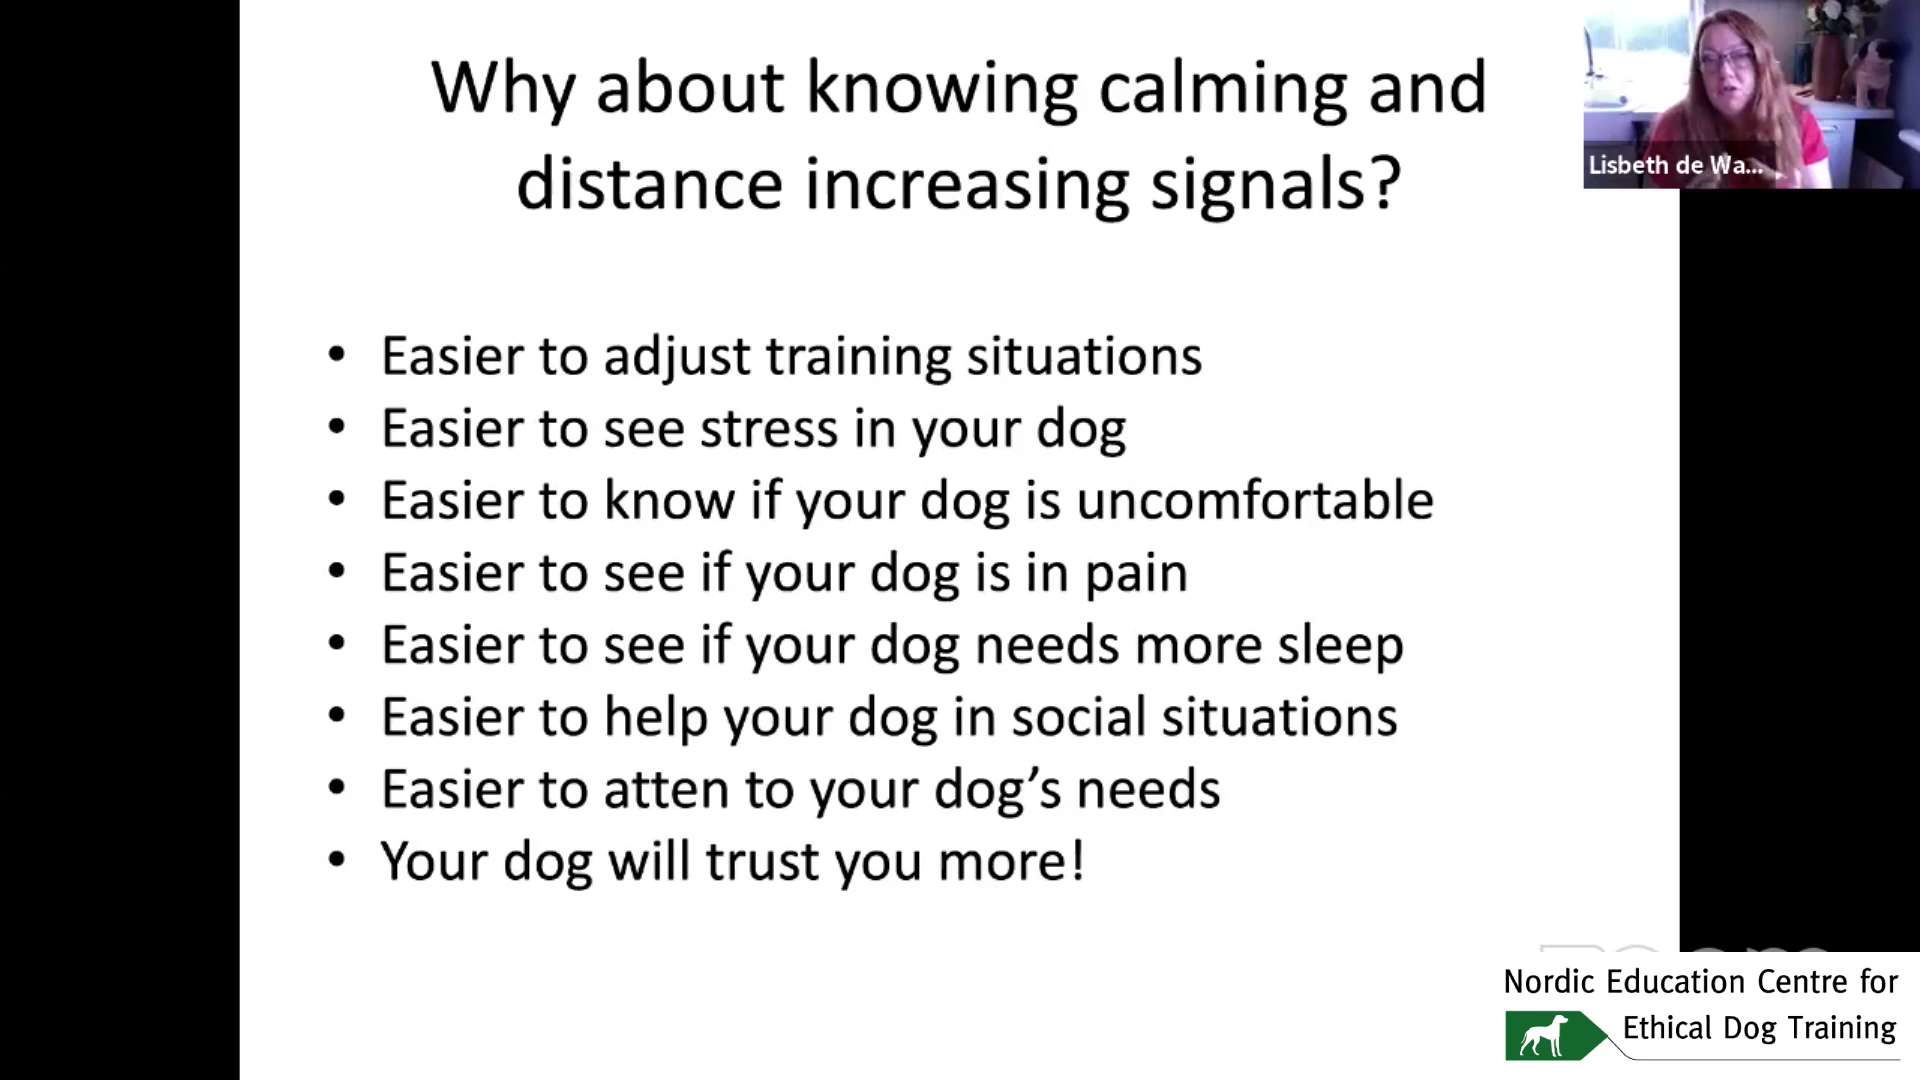 Why about knowing calming and
distance increasing signals?
Lisbeth de Wa...
• Easier to adjust training situations
• Easier to see stress in your dog
• Easier to know if your dog is uncomfortable
• Easier to see if your dog is in pain
• Easier to see if your dog needs more sleep
• Easier to help your dog in social situations
• Easier to atten to your dog’s needs
• Your dog will trust you more!
Nordic Education Centre for
Ethical Dog Training